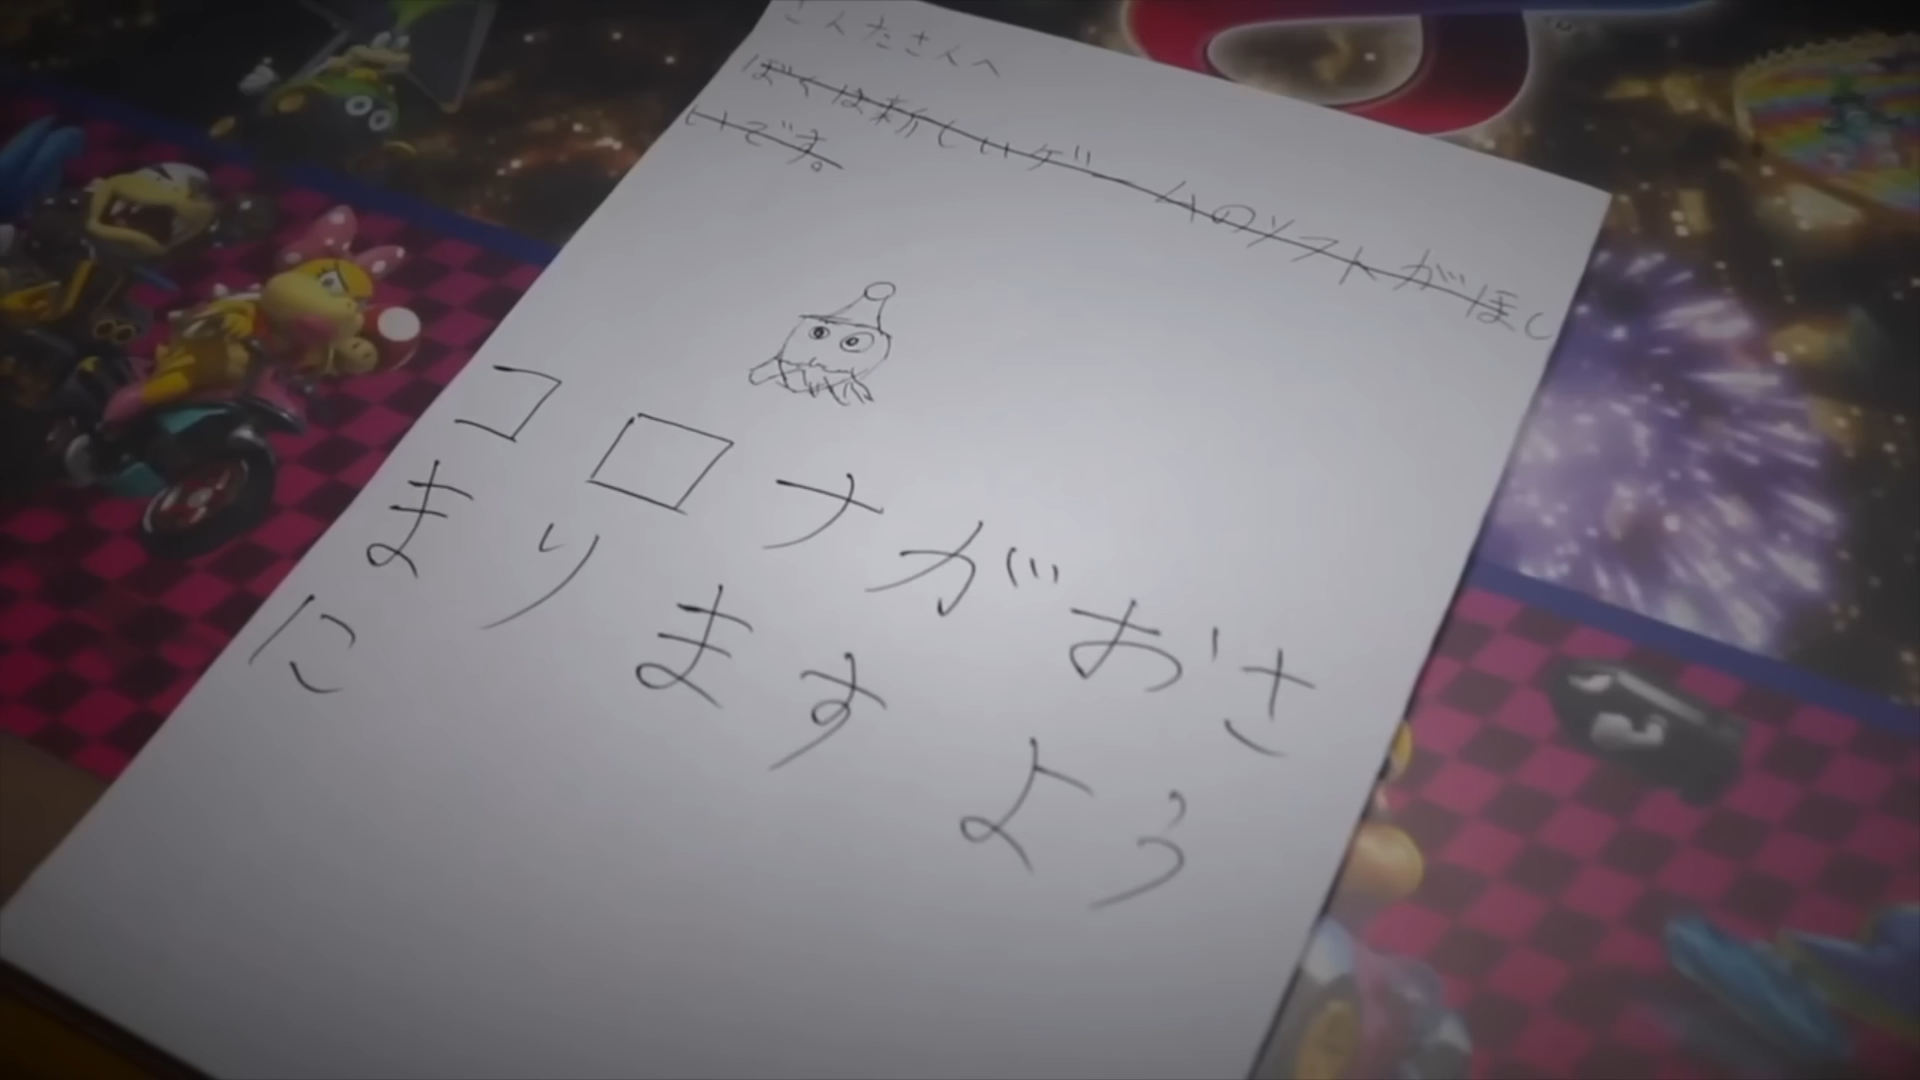 さんたさんへ
ぼくは新しいゲームのソフトがほし
いです。
コロナがおさ
まりますよう
に